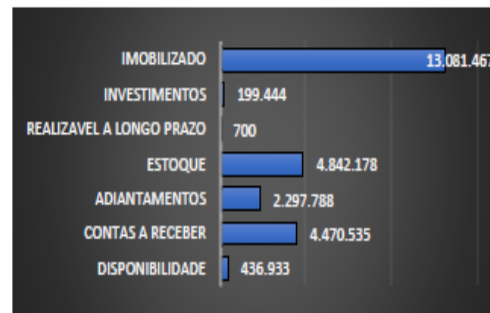 IMOBILIZADO 13.081.467
INVESTIMENTOS 199.444
REALIZAVEL A LONGO PRAZO 700
ESTOQUE 4.842.178
ADIANTAMENTOS 2.297.788
CONTAS A RECEBER 4.470.535
DISPONIBILIDADE 436.933